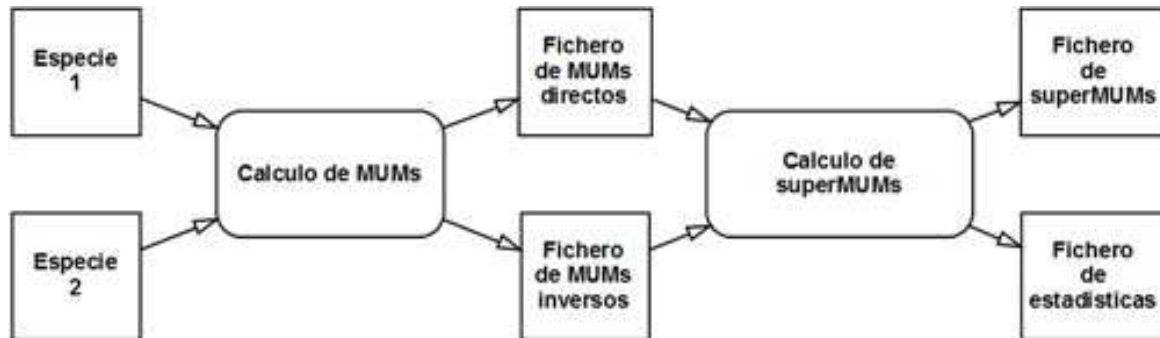 Especie
1
Especie
2
Calculo de MUMs
Fichero
de MUMs
directos
Fichero
de MUMs
inversos
Calculo de
superMUMs
Fichero
de
superMUMs
Fichero
de
estadisticas